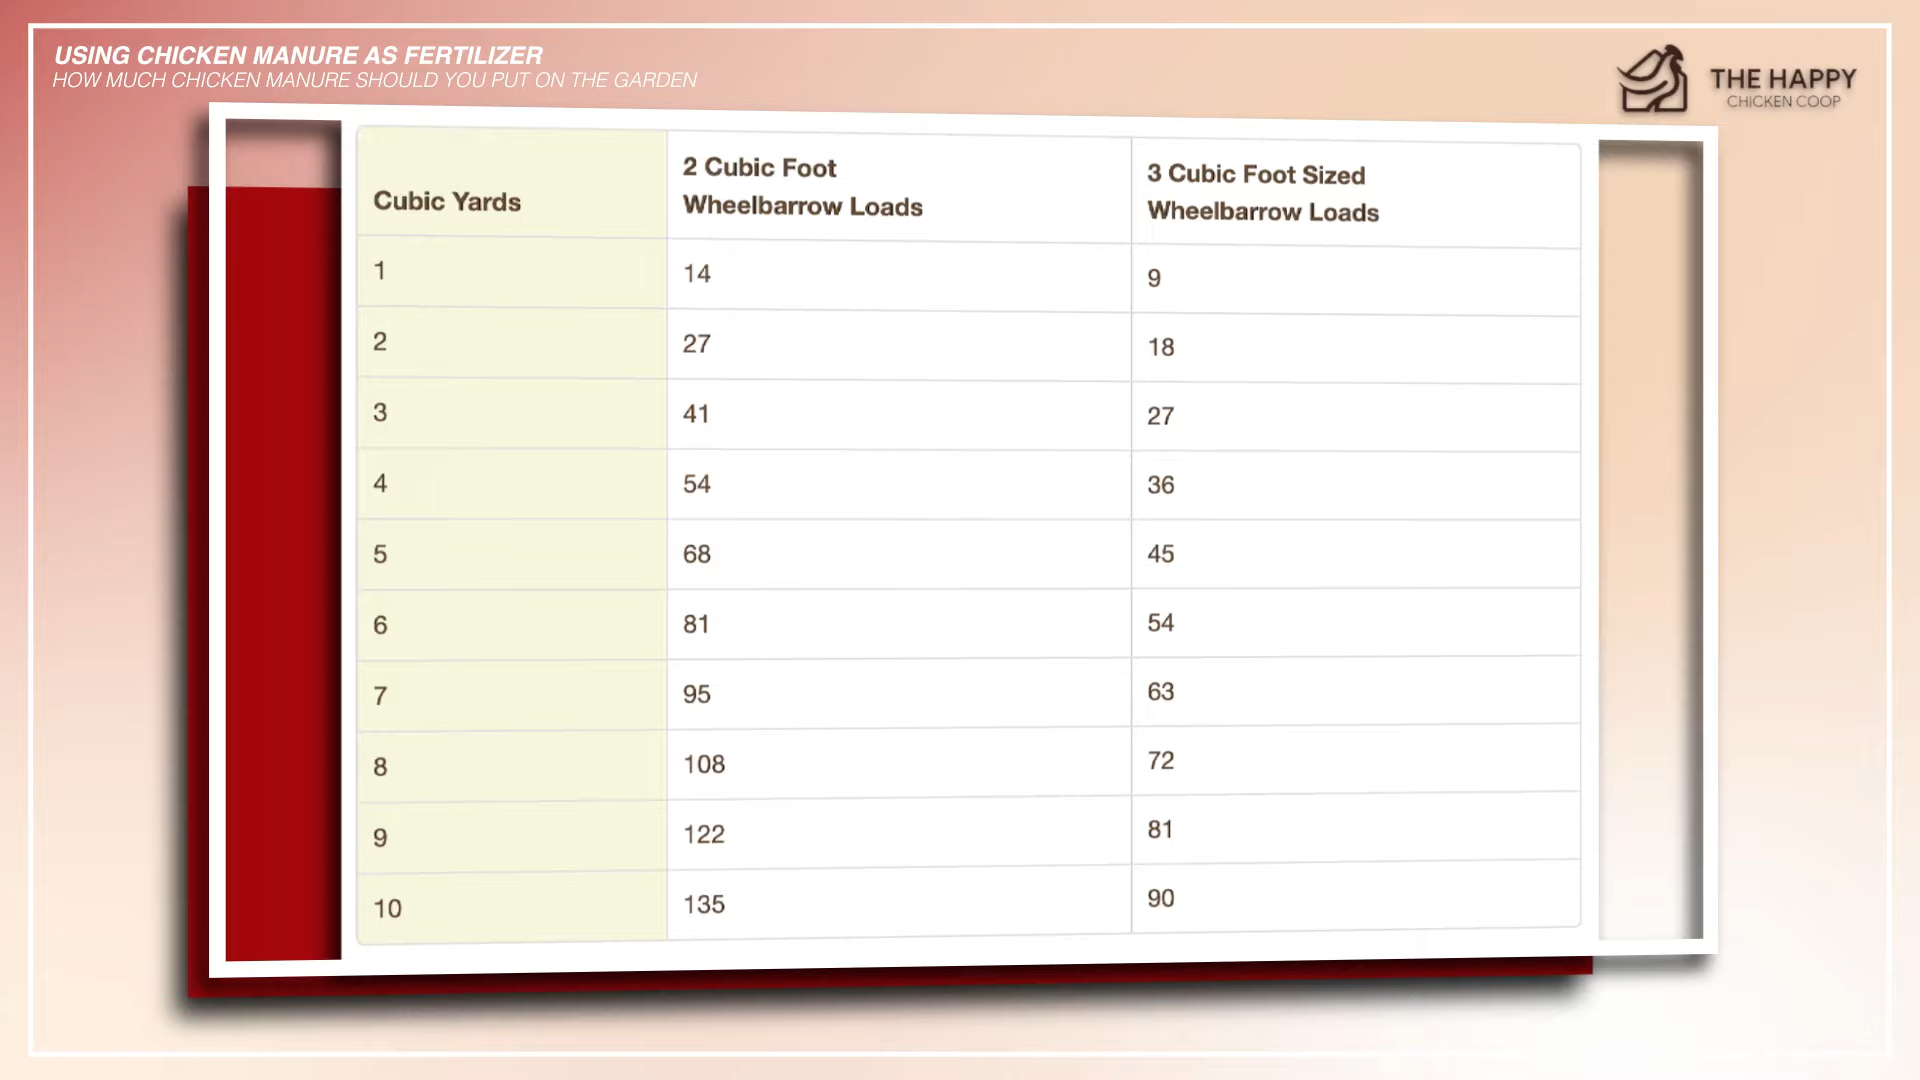 USING CHICKEN MANURE AS FERTILIZER
HOW MUCH CHICKEN MANURE SHOULD YOU PUT ON THE GARDEN
THE HAPPY
CHICKEN COOP
Cubic Yards
2 Cubic Foot
Wheelbarrow Loads
3 Cubic Foot Sized
Wheelbarrow Loads
1 14 9
2 27 18
3 41 27
4 54 36
5 68 45
6 81 54
7 95 63
8 108 72
9 122 81
10 135 90